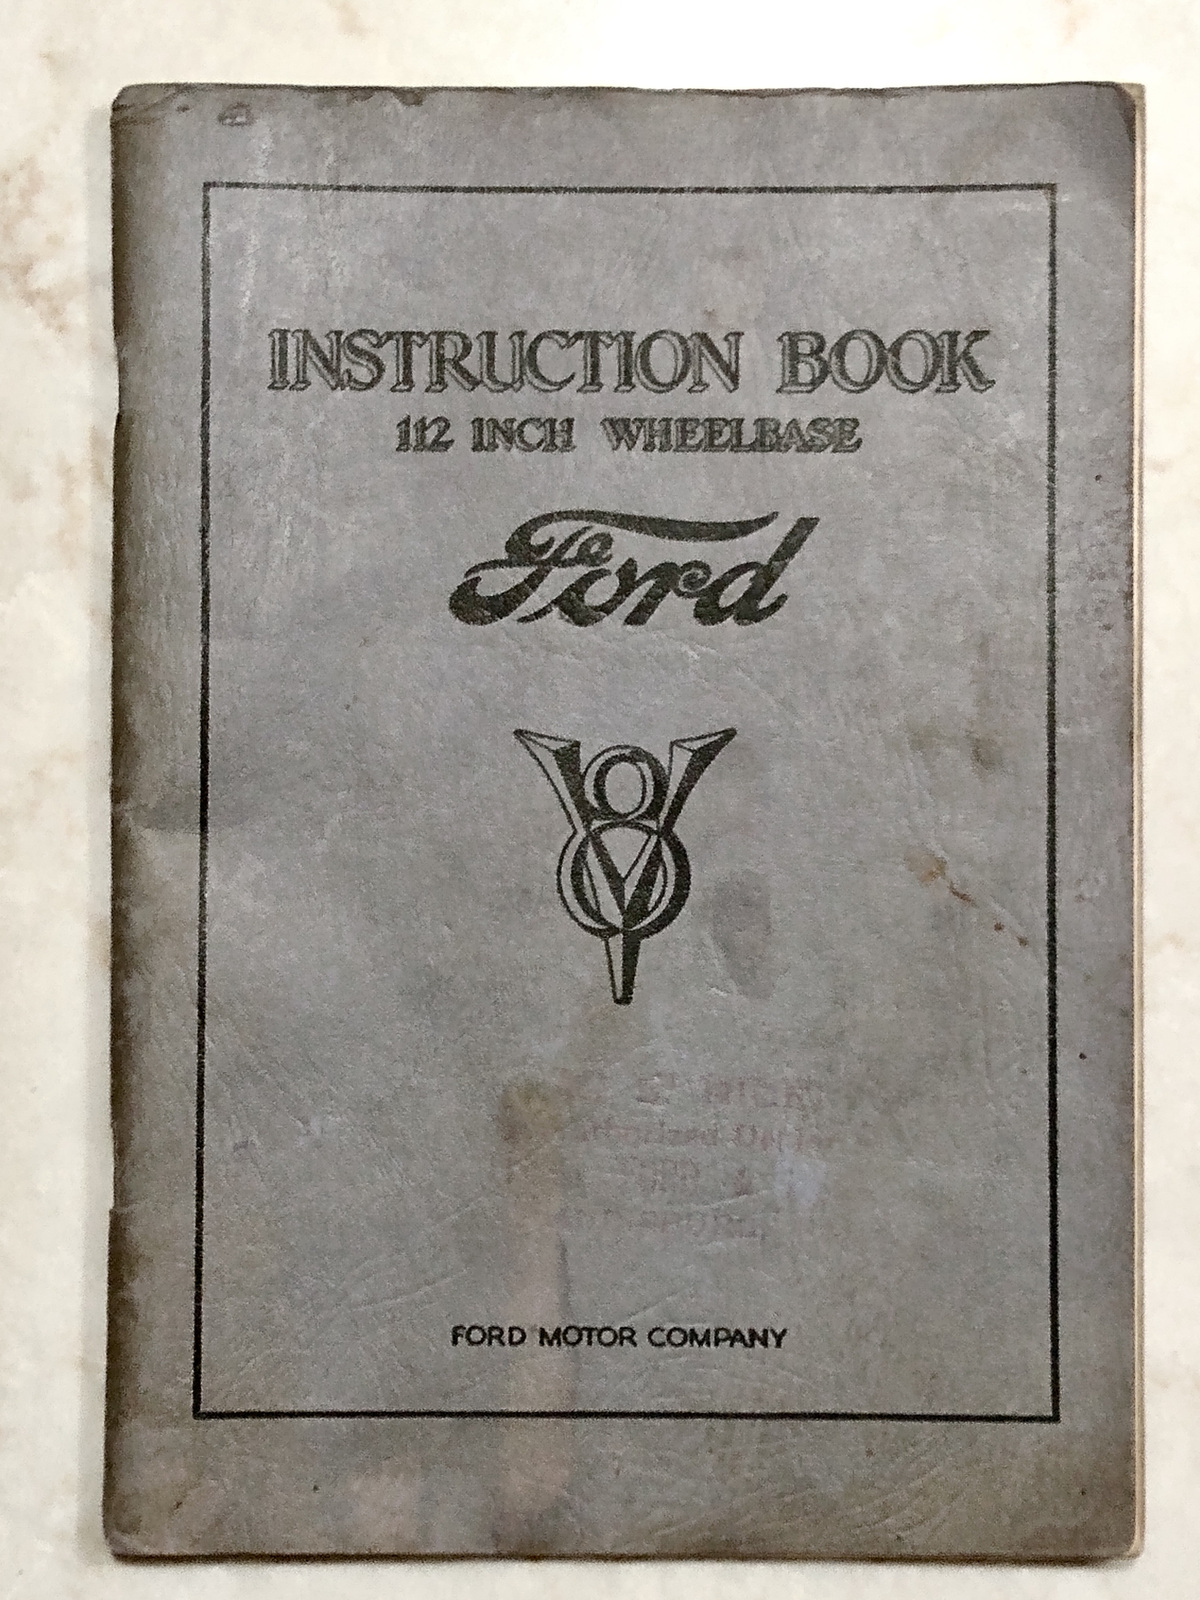 INSTRUCTION BOOK
112 INCH WHEELBASE
Ford
V8
FORD MOTOR COMPANY